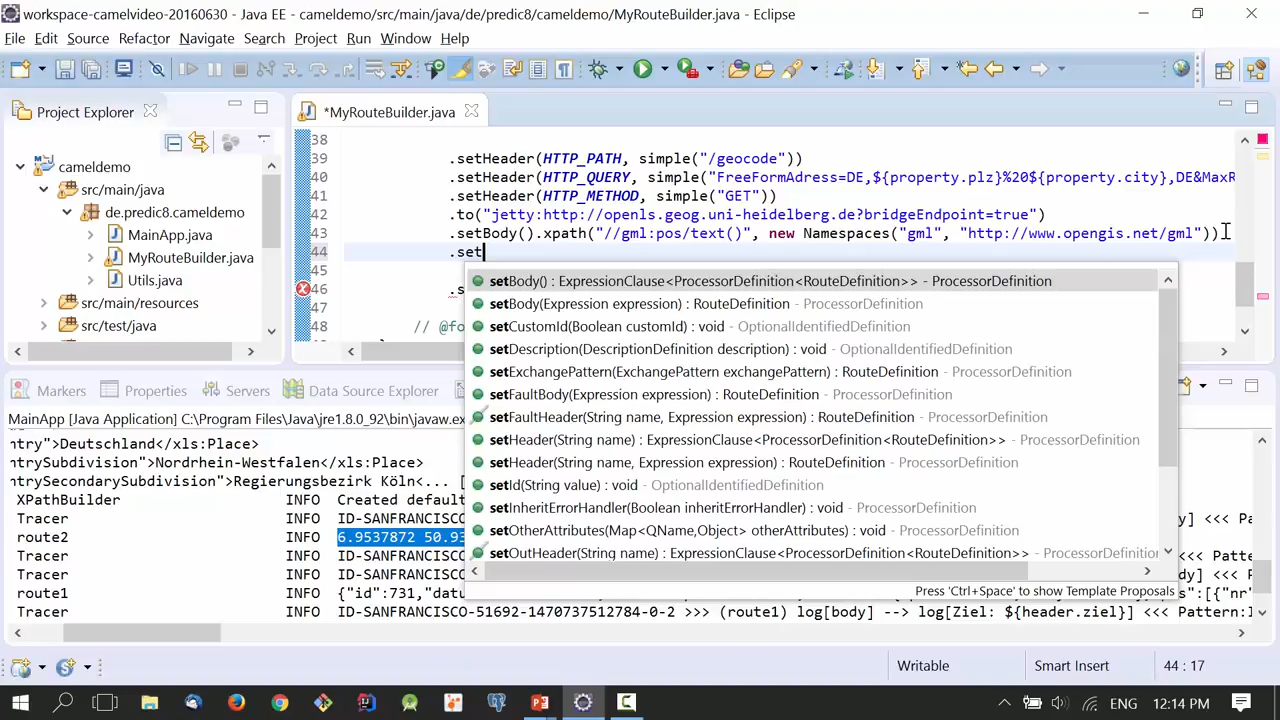 workspace-camelvideo-20160630 - Java EE - cameldemo/src/main/java/de/predic8/cameldemo/MyRouteBuilder.java - Eclipse
File Edit Source Refactor Navigate Search Project Run Window Help
Project Explorer
*MyRouteBuilder.java
cameldemo
src/main/java
de.predic8.cameldemo
MainApp.java
MyRouteBuilder.java
Utils.java
src/main/resources
src/test/java
38
39 .setHeader(HTTP_PATH, simple("/geocode"))
40 .setHeader(HTTP_QUERY, simple("FreeFormAdress=DE,${property.plz}%20${property.city},DE&MaxR
41 .setHeader(HTTP_METHOD, simple("GET"))
42 .to("jetty:http://openls.geog.uni-heidelberg.de?bridgeEndpoint=true")
43 .setBody().xpath("//gml:pos/text()", new Namespaces("gml", "http://www.opengis.net/gml"))
44 .set
46 .s
48 // @fo
setBody() : ExpressionClause<ProcessorDefinition<RouteDefinition>> - ProcessorDefinition
setBody(Expression expression) : RouteDefinition - ProcessorDefinition
setCustomId(Boolean customId) : void - OptionalIdentifiedDefinition
setDescription(DescriptionDefinition description) : void - OptionalIdentifiedDefinition
setExchangePattern(ExchangePattern exchangePattern) : RouteDefinition - ProcessorDefinition
setFaultBody(Expression expression) : RouteDefinition - ProcessorDefinition
setFaultHeader(String name, Expression expression) : RouteDefinition - ProcessorDefinition
setHeader(String name) : ExpressionClause<ProcessorDefinition<RouteDefinition>> - ProcessorDefinition
setHeader(String name, Expression expression) : RouteDefinition - ProcessorDefinition
setId(String value) : void - OptionalIdentifiedDefinition
setInheritErrorHandler(Boolean inheritErrorHandler) : void - ProcessorDefinition
setOtherAttributes(Map<QName,Object> otherAttributes) : void - ProcessorDefinition
setOutHeader(String name) : ExpressionClause<ProcessorDefinition<RouteDefinition>> - ProcessorDefinition
Press 'Ctrl+Space' to show Template Proposals
Markers Properties Servers Data Source Explorer
MainApp [Java Application] C:\Program Files\Java\jre1.8.0_92\bin\javaw.ex
ntry">Deutschland</xls:Place>
ntrySubdivision">Nordrhein-Westfalen</xls:Place>
ntrySecondarySubdivision">Regierungsbezirk Köln<... [Body
XPathBuilder INFO Created default
Tracer INFO ID-SANFRANCISCO ody] <<< Pa
route2 INFO 6.9537872 50.93
Tracer INFO ID-SANFRANCISCO ody] <<< Pa
route1 INFO {"id":731,"datu pos":[{"nr"
Tracer INFO ID-SANFRANCISCO-51692-1470737512784-0-2 >>> (route1) log[body] --> log[Ziel: ${header.ziel}] <<< Pattern:I
Writable Smart Insert 44 : 17
ENG 12:14 PM